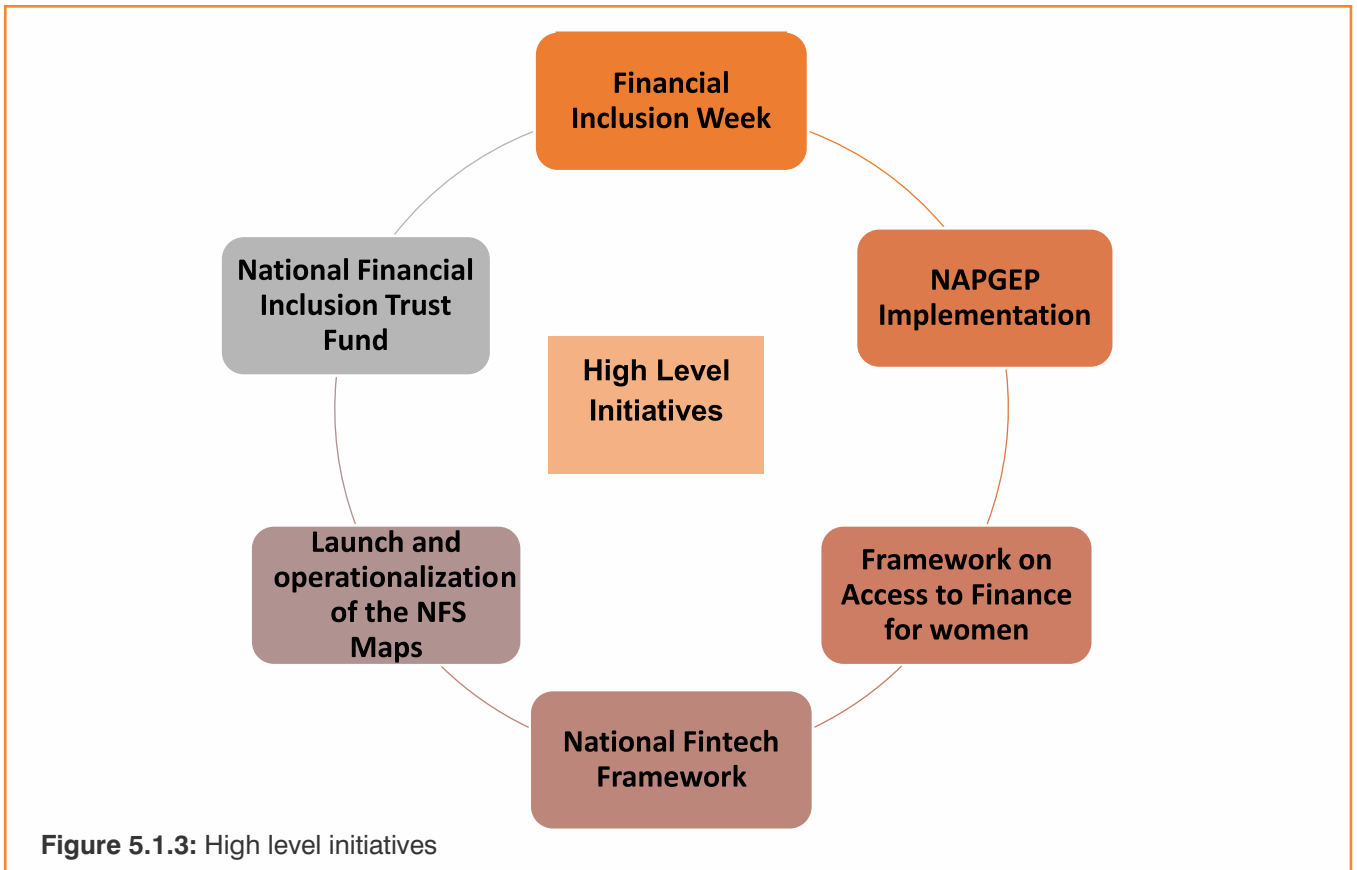 Financial
Inclusion Week
NAPGEP
Implementation
Framework on
Access to Finance
for women
National Fintech
Framework
Launch and
operationalization
of the NFS
Maps
National Financial
Inclusion Trust
Fund
High Level
Initiatives
Figure 5.1.3: High level initiatives